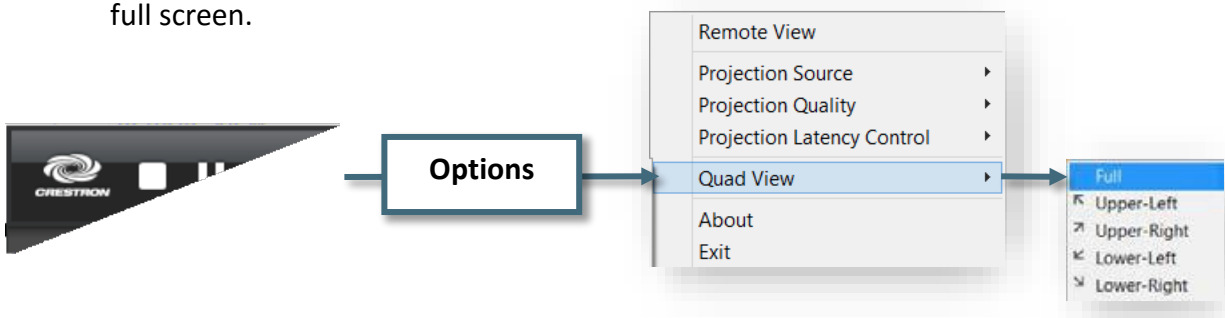 full screen.
CRESTRON
Options
Remote View
Projection Source
Projection Quality
Projection Latency Control
Quad View
About
Exit
Full
Upper-Left
Upper-Right
Lower-Left
Lower-Right